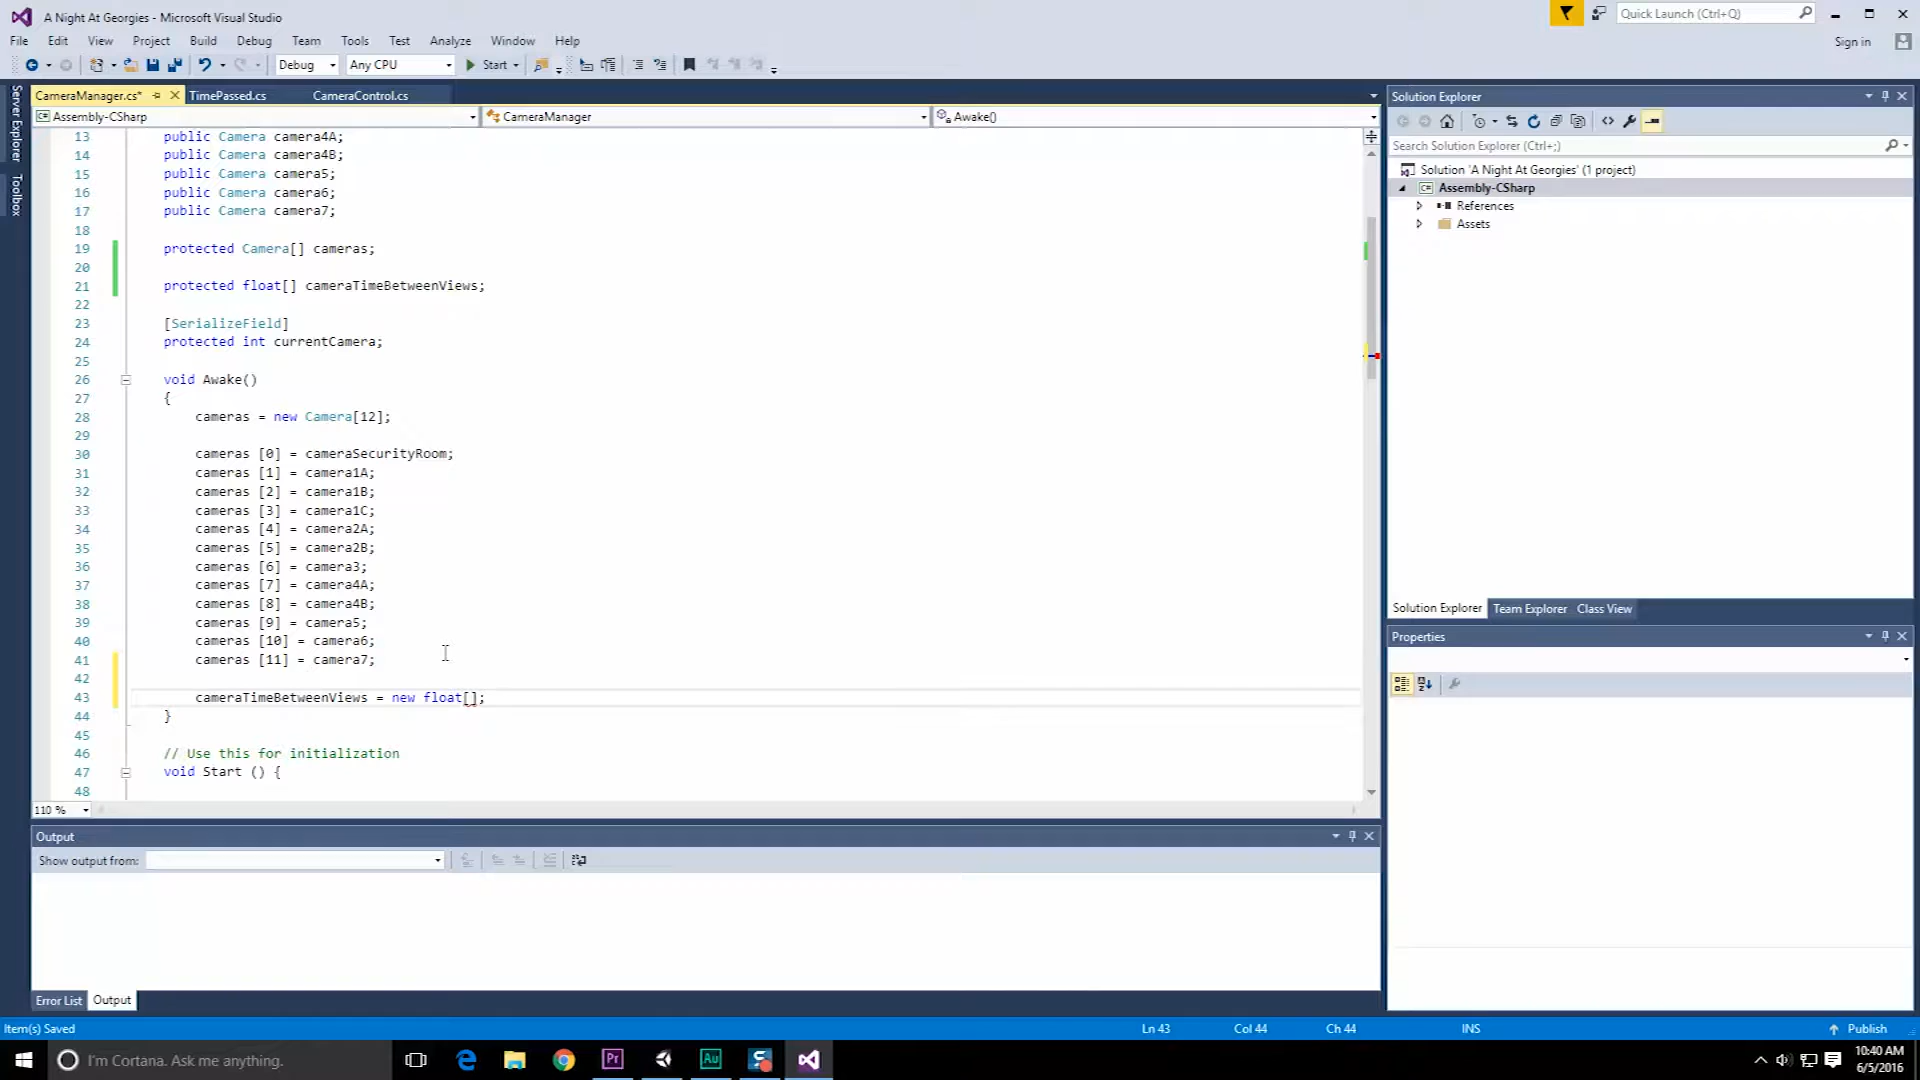 A Night At Georgies - Microsoft Visual Studio
Quick Launch (Ctrl+Q)
File Edit View Project Build Debug Team Tools Test Analyze Window Help
Sign in
Debug Any CPU Start
Server Explorer
Toolbox
CameraManager.cs* TimePassed.cs CameraControl.cs
Assembly-CSharp CameraManager Awake()
13 public Camera camera4A;
14 public Camera camera4B;
15 public Camera camera5;
16 public Camera camera6;
17 public Camera camera7;
18
19 protected Camera[] cameras;
20
21 protected float[] cameraTimeBetweenViews;
22
23 [SerializeField]
24 protected int currentCamera;
25
26 void Awake()
27 {
28 cameras = new Camera[12];
29
30 cameras [0] = cameraSecurityRoom;
31 cameras [1] = camera1A;
32 cameras [2] = camera1B;
33 cameras [3] = camera1C;
34 cameras [4] = camera2A;
35 cameras [5] = camera2B;
36 cameras [6] = camera3;
37 cameras [7] = camera4A;
38 cameras [8] = camera4B;
39 cameras [9] = camera5;
40 cameras [10] = camera6;
41 cameras [11] = camera7;
42
43 cameraTimeBetweenViews = new float[];
44 }
45
46 // Use this for initialization
47 void Start () {
48
110 %
Output
Show output from:
Error List Output
Solution Explorer
Search Solution Explorer (Ctrl+;)
Solution 'A Night At Georgies' (1 project)
Assembly-CSharp
References
Assets
Solution Explorer Team Explorer Class View
Properties
Item(s) Saved Ln 43 Col 44 Ch 44 INS Publish
I'm Cortana. Ask me anything.
Pr
Au
10:40 AM
6/5/2016